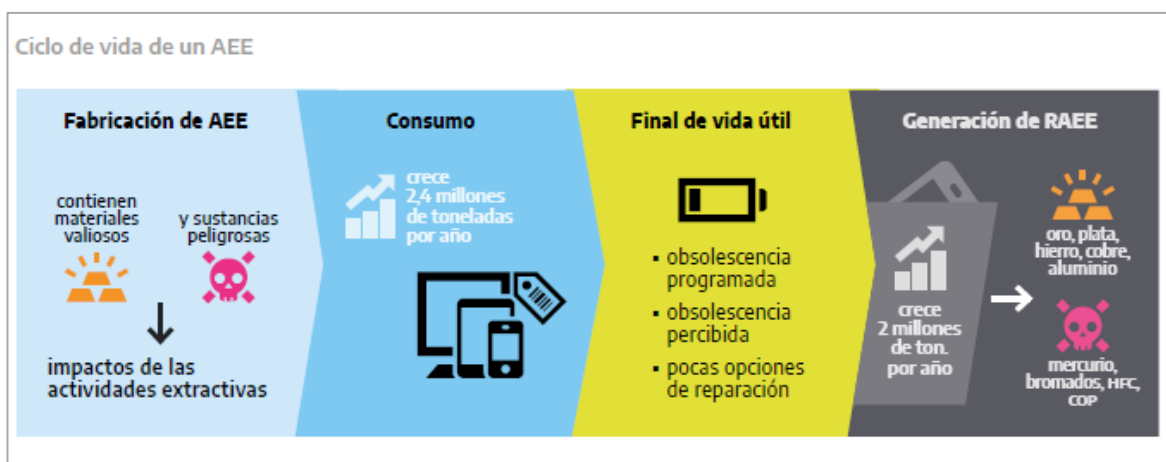 Ciclo de vida de un AEE
Fabricación de AEE
contienen
materiales
valiosos
y sustancias
peligrosas
impactos de las
actividades extractivas
Consumo
crece
2,4 millones
de toneladas
por año
Final de vida útil
▪ obsolescencia
programada
▪ obsolescencia
percibida
▪ pocas opciones
de reparación
Generación de RAEE
crece
2 millones
de ton.
por año
oro, plata,
hierro, cobre,
aluminio
mercurio,
bromados, HFC,
COP